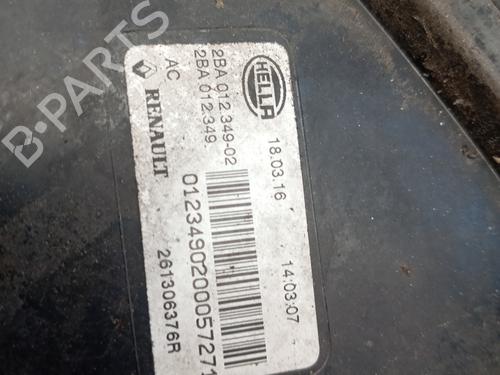 B-PARTS
HELLA
18.03.16
14:03:07
2BA 012.349-02
2BA 012.349.
AC
RENAULT
0123490200057271
261306376R